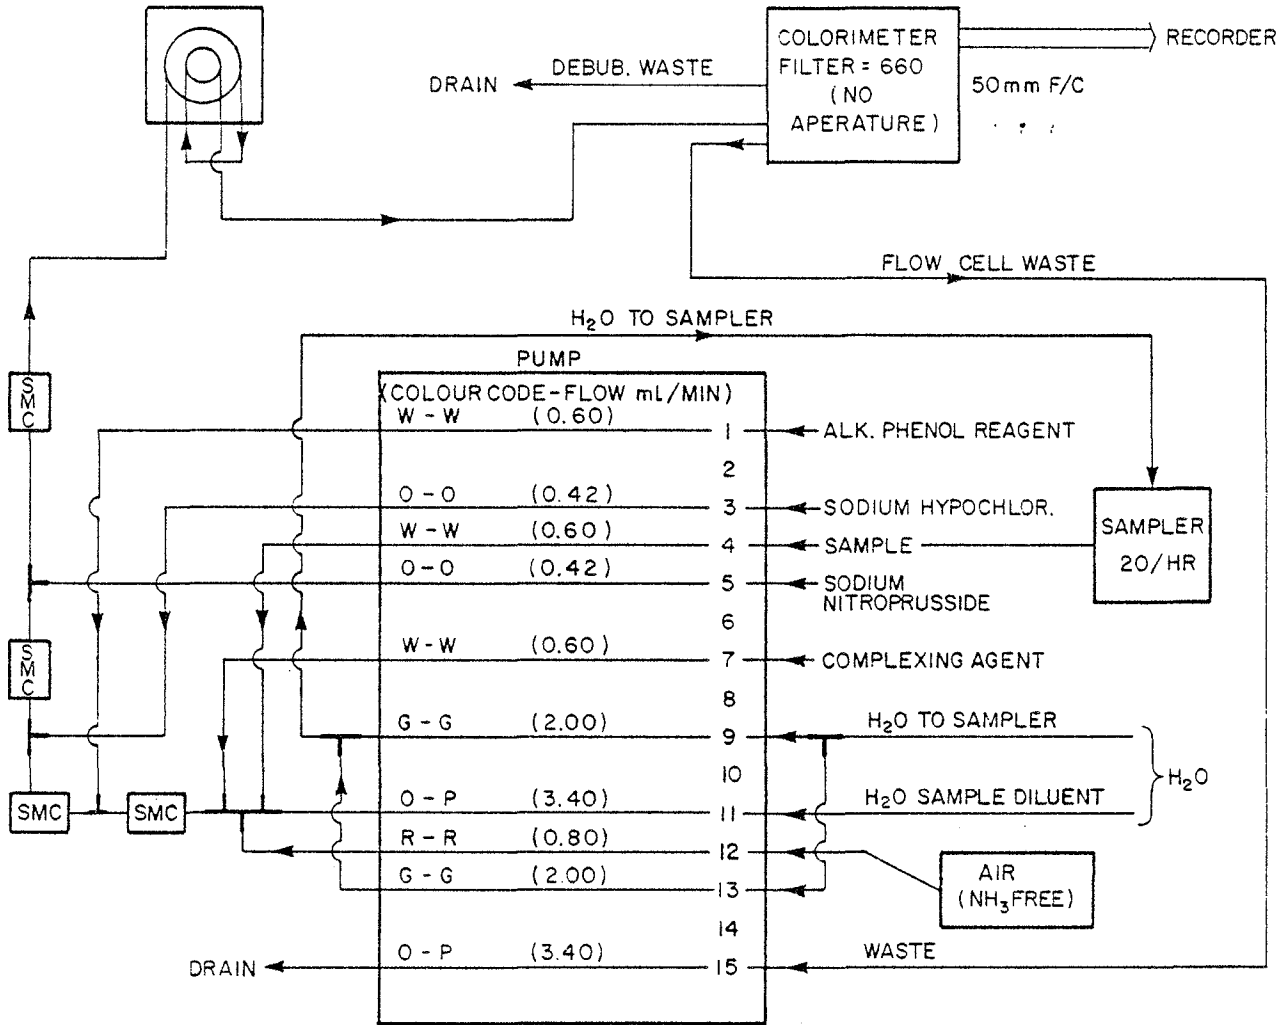 COLORIMETER
FILTER = 660
(NO
APERATURE)
RECORDER
50mm F/C
DRAIN
DEBUB. WASTE
FLOW CELL WASTE
H₂O TO SAMPLER
PUMP
(COLOUR CODE-FLOW ml/MIN)
W - W (0.60) 1 ALK. PHENOL REAGENT
2
O - O (0.42) 3 SODIUM HYPOCHLOR.
W - W (0.60) 4 SAMPLE
O - O (0.42) 5 SODIUM
NITROPRUSSIDE
6
W - W (0.60) 7 COMPLEXING AGENT
8
G - G (2.00) 9 H₂O TO SAMPLER
10
H₂O
O - P (3.40) 11 H₂O SAMPLE DILUENT
R - R (0.80) 12
G - G (2.00) 13
AIR
(NH₃ FREE)
14
O - P (3.40) 15 WASTE
DRAIN
SAMPLER
20/HR
SMC
SMC
SMC
SMC